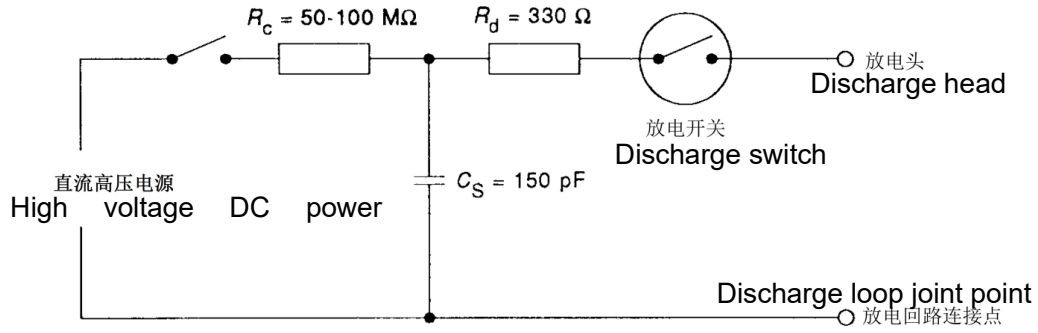 R_c = 50-100 MΩ
R_d = 330 Ω
放电头
Discharge head
放电开关
Discharge switch
直流高压电源
High voltage DC power
C_S = 150 pF
Discharge loop joint point
放电回路连接点